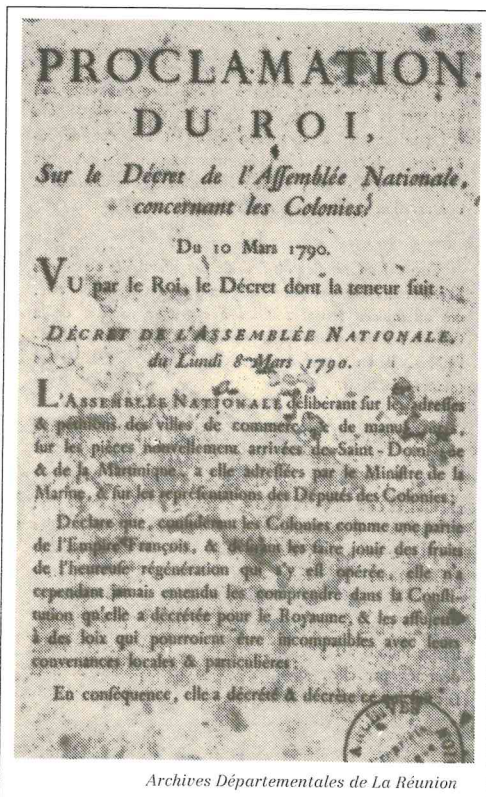 PROCLAMATION
DU ROI,
Sur le Décret de l'Aſſemblée Nationale,
concernant les Colonies.
Du 10 Mars 1790.
VU par le Roi, le Décret dont la teneur ſuit :
DÉCRET DE L'ASSEMBLÉE NATIONALE,
du Lundi 8 Mars 1790.
L'ASSEMBLÉE NATIONALE délibérant ſur les adreſſes
& pétitions des villes de commerce & de
ſur les pièces nouvellement arrivées de Saint-Domingue
& de la Martinique, à elle adreſſées par le Miniſtre de la
Marine, & ſur les repréſentations des Députés des Colonies ;
Déclare que, conſidérant les Colonies comme une partie
de l'Empire François, & déſirant les faire jouir des fruits
de l'heureuſe régénération qui s'y eſt opérée, elle n'a
cependant jamais entendu les comprendre dans la Conſti-
tution qu'elle a décrétée pour le Royaume, & les aſſujettir
à des loix qui pourroient être incompatibles avec leurs
convenances locales & particulières :
En conſéquence, elle a décrété & décrète ce
Archives Départementales de La Réunion